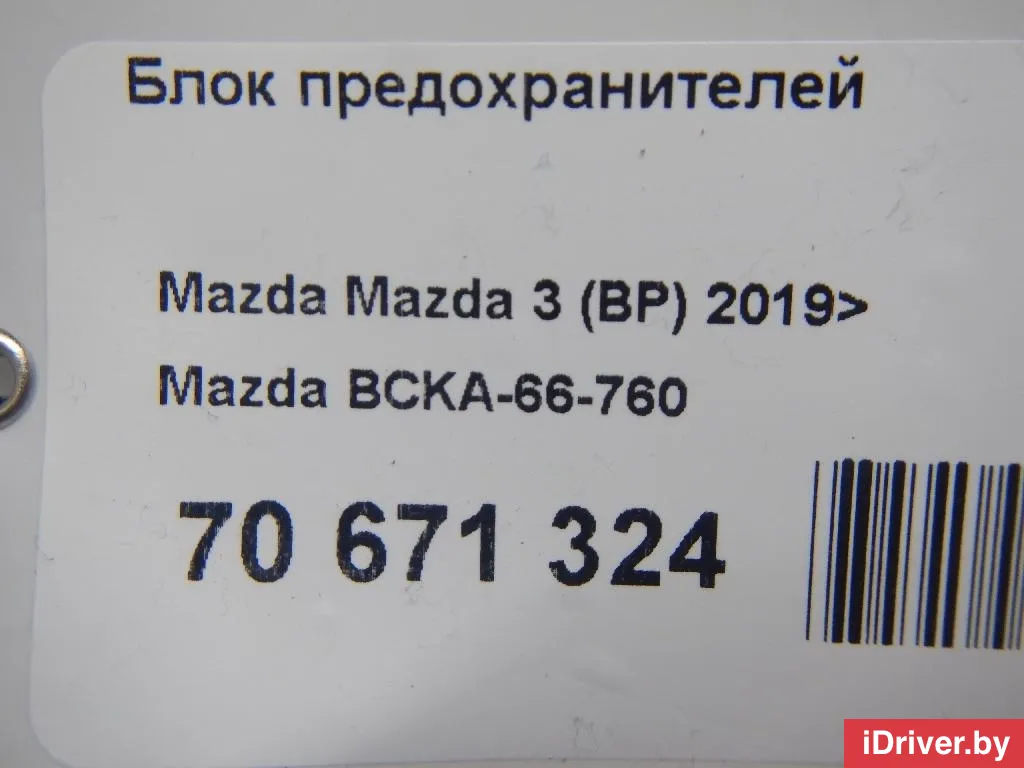 Блок предохранителей
Mazda Mazda 3 (BP) 2019>
Mazda BCKA-66-760
70 671 324
iDriver.by